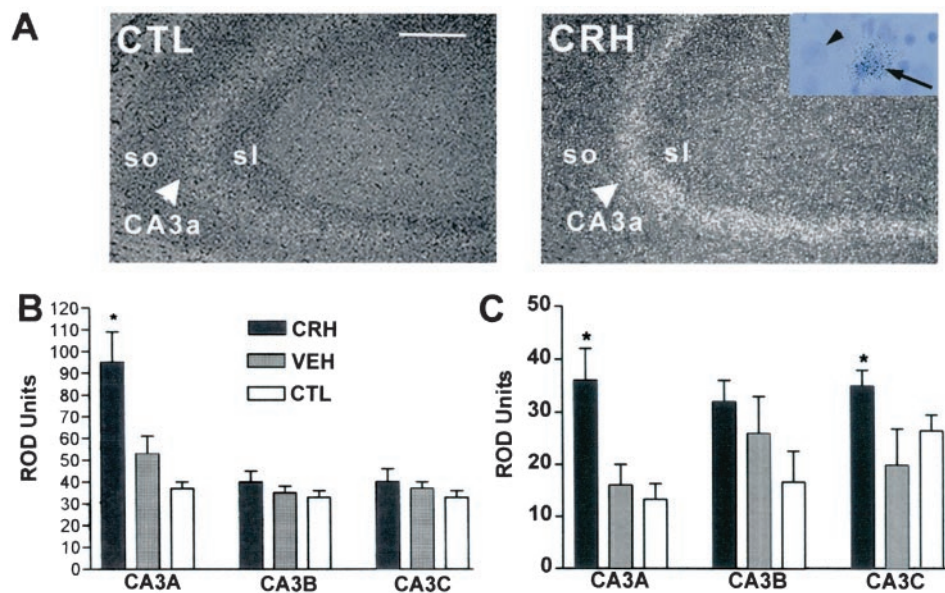 A
CTL
so
sl
CA3a
CRH
so
sl
CA3a
B
120
110
100
90
80
70
60
50
40
30
20
10
0
ROD Units
*
CRH
VEH
CTL
CA3A
CA3B
CA3C
C
50
40
30
20
10
0
ROD Units
*
*
CA3A
CA3B
CA3C